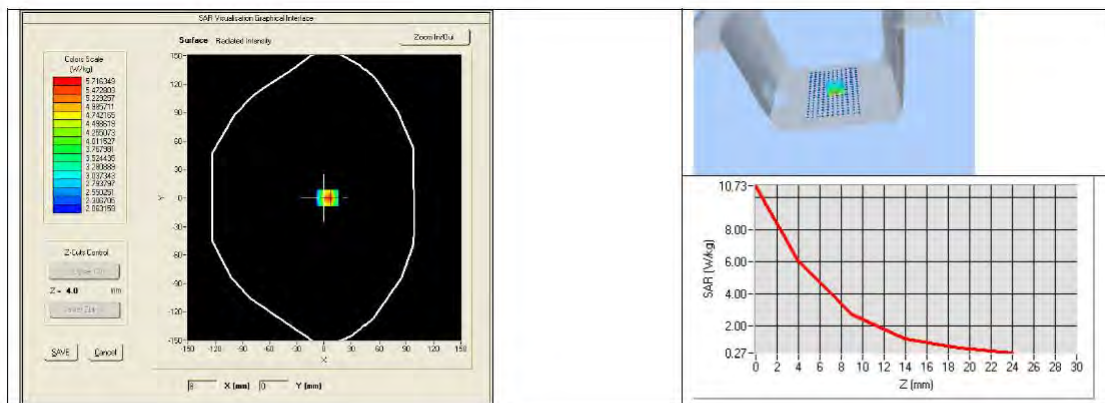 SAR Visualisation Graphical Interface
Surface Radiated Intensity
Zoom In/Out
Colors Scale
(W/kg)
5.716349
5.472803
5.229257
4.985711
4.742165
4.498619
4.255073
4.011527
3.767981
3.524435
3.280889
3.037343
2.793797
2.550251
2.306705
2.063159
150
120
90
60
30
Y 0
-30
-60
-90
-120
-150
-150 -120 -90 -60 -30 0 30 60 90 120 150
X
Z-Cuts Control
Z = 4.0 mm
SAVE Cancel
8 X (mm) 0 Y (mm)
10.73
8.00
6.00
4.00
2.00
0.27
SAR (W/kg)
0 2 4 6 8 10 12 14 16 18 20 22 24 26 28 30
Z (mm)